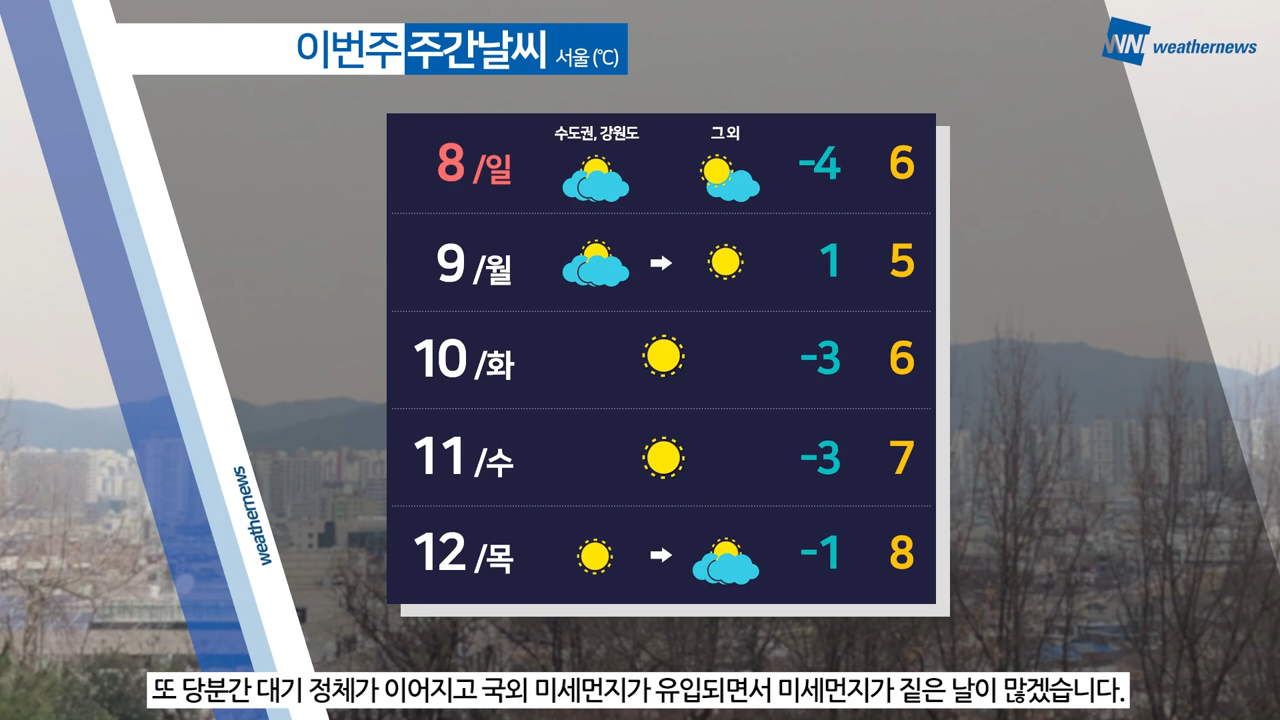 이번주 주간날씨 서울(℃)
WNI weathernews
수도권, 강원도 그 외
8/일 -4 6
9/월 1 5
10/화 -3 6
11/수 -3 7
12/목 -1 8
weathernews
또 당분간 대기 정체가 이어지고 국외 미세먼지가 유입되면서 미세먼지가 짙은 날이 많겠습니다.